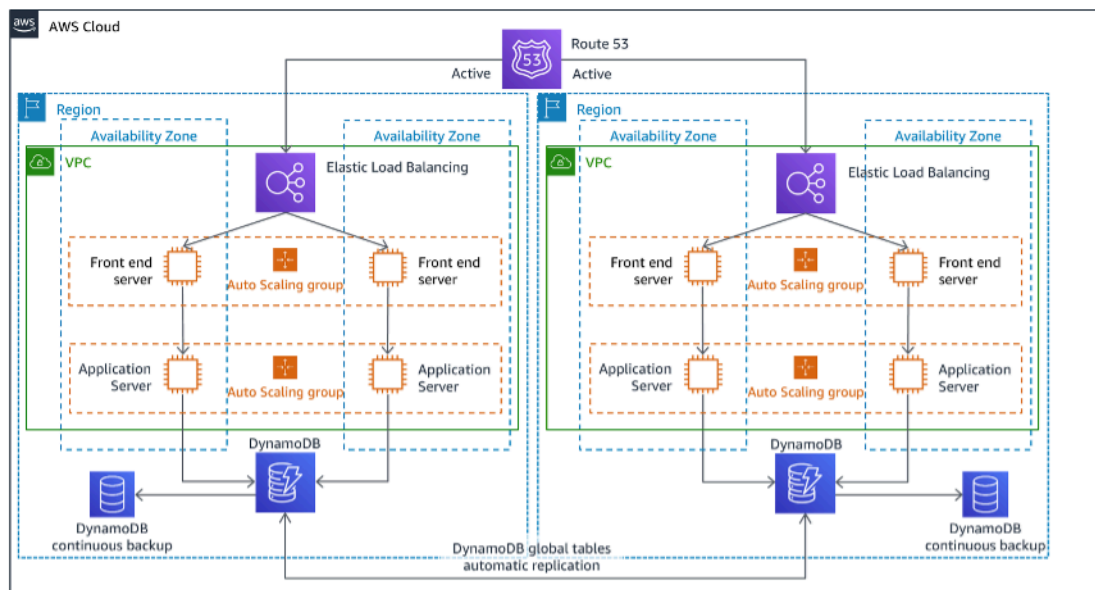 aws
AWS Cloud
Route 53
53
Active
Active
Region
Availability Zone
Availability Zone
VPC
Elastic Load Balancing
Front end
server
Auto Scaling group
Front end
server
Application
Server
Auto Scaling group
Application
Server
DynamoDB
DynamoDB
continuous backup
Region
Availability Zone
Availability Zone
VPC
Elastic Load Balancing
Front end
server
Auto Scaling group
Front end
server
Application
Server
Auto Scaling group
Application
Server
DynamoDB
DynamoDB
continuous backup
DynamoDB global tables
automatic replication